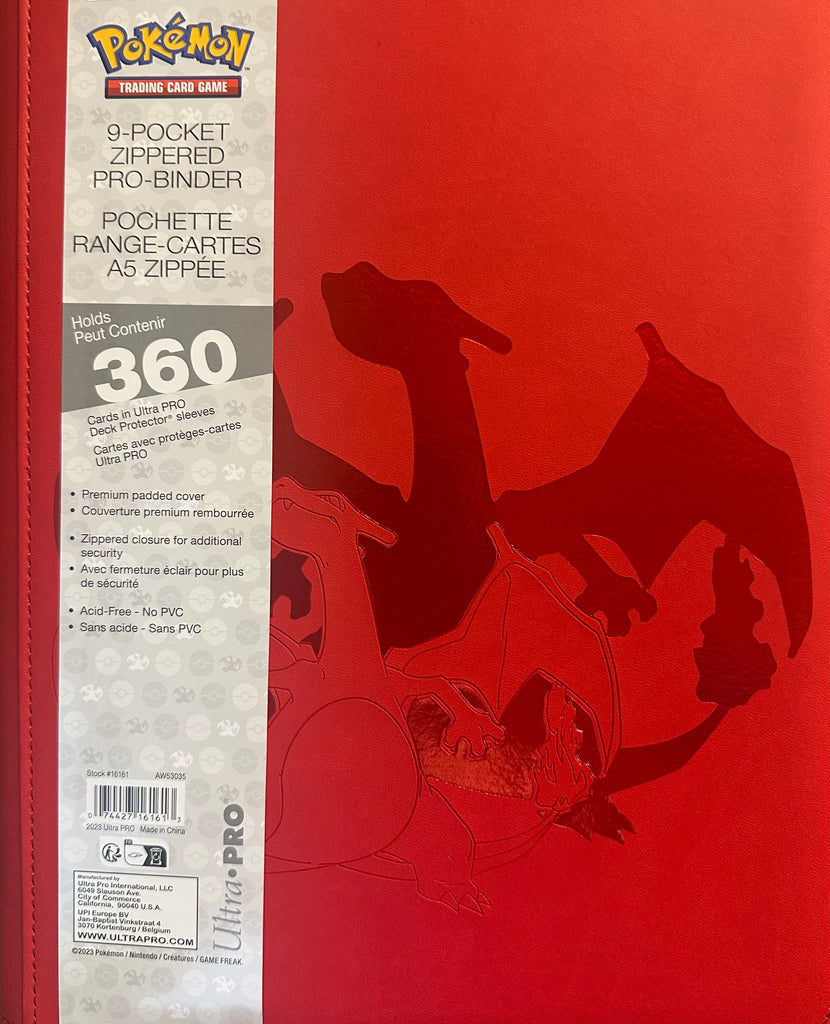 POKéMON
TRADING CARD GAME
9-POCKET
ZIPPERED
PRO-BINDER
POCHETTE
RANGE-CARTES
A5 ZIPPÉE
Holds
Peut Contenir
360
Cards in Ultra PRO
Deck Protector® sleeves
Cartes avec protèges-cartes
Ultra PRO
• Premium padded cover
• Couverture premium rembourrée
• Zippered closure for additional
security
• Avec fermeture éclair pour plus
de sécurité
• Acid-Free - No PVC
• Sans acide - Sans PVC
Stock #16161 AW53035
0 74427 16161 3
2023 Ultra PRO Made in China
FR
Ultra•PRO®
Manufactured by
Ultra Pro International, LLC
6049 Slauson Ave.
City of Commerce
California, 90040 U.S.A.
UPI Europe BV
Jan-Baptist Vinkstraat 4
3070 Kortenburg / Belgium
WWW.ULTRAPRO.COM
©2023 Pokémon / Nintendo / Creatures / GAME FREAK.